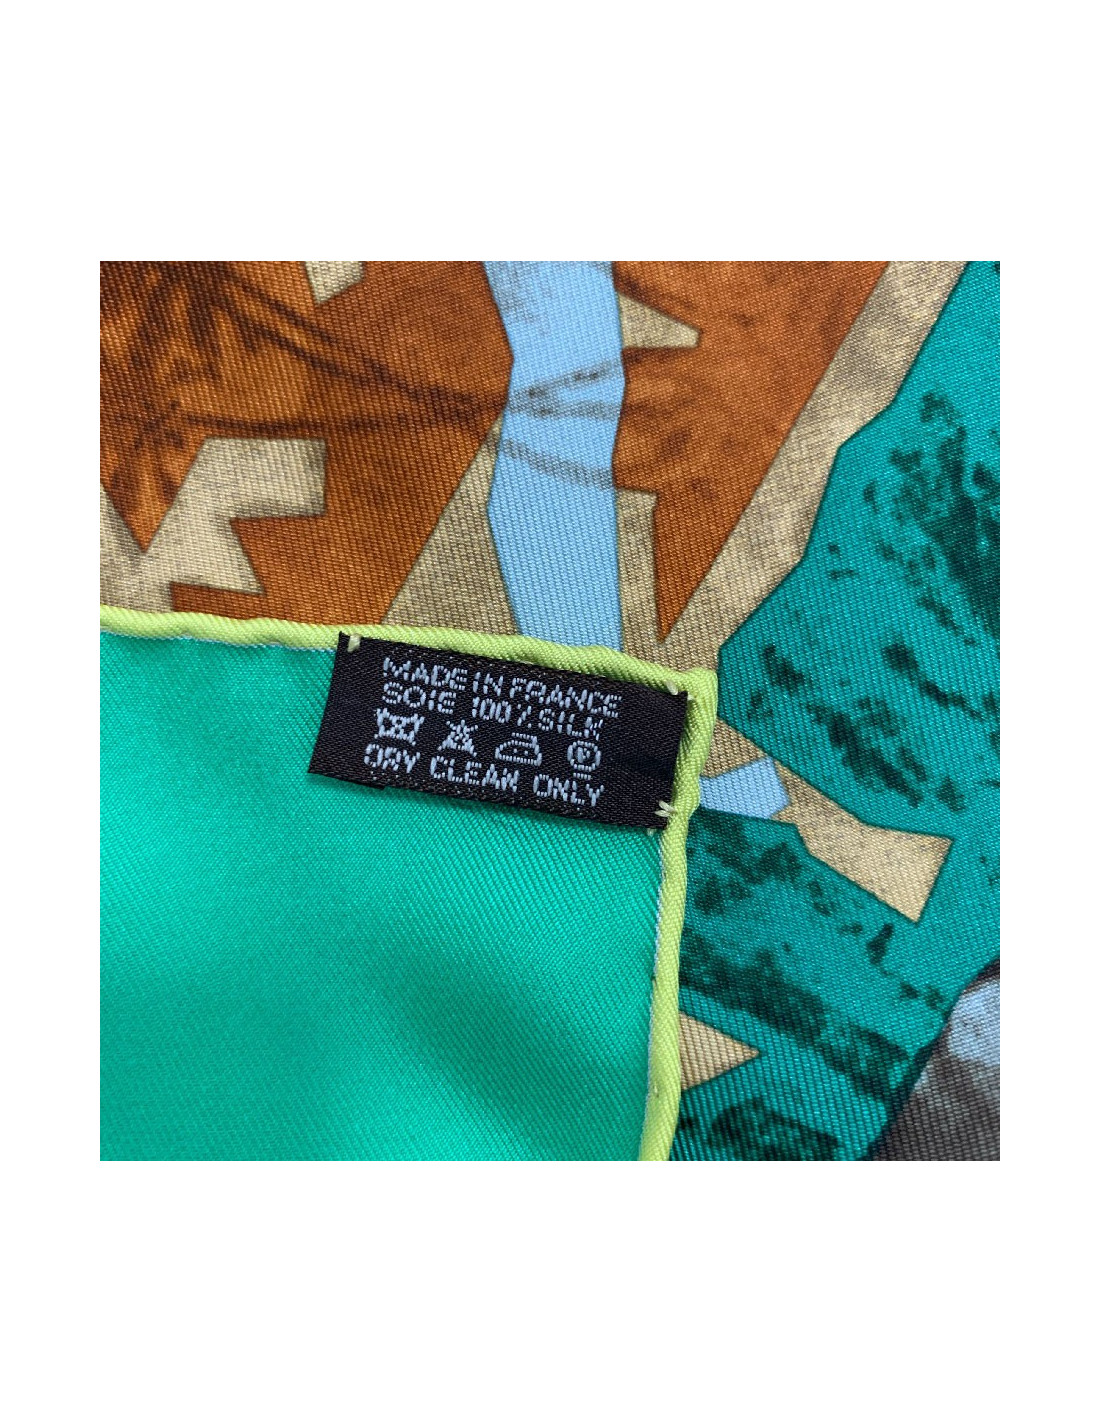 MADE IN FRANCE
SOIE 100% SILK
DRY CLEAN ONLY